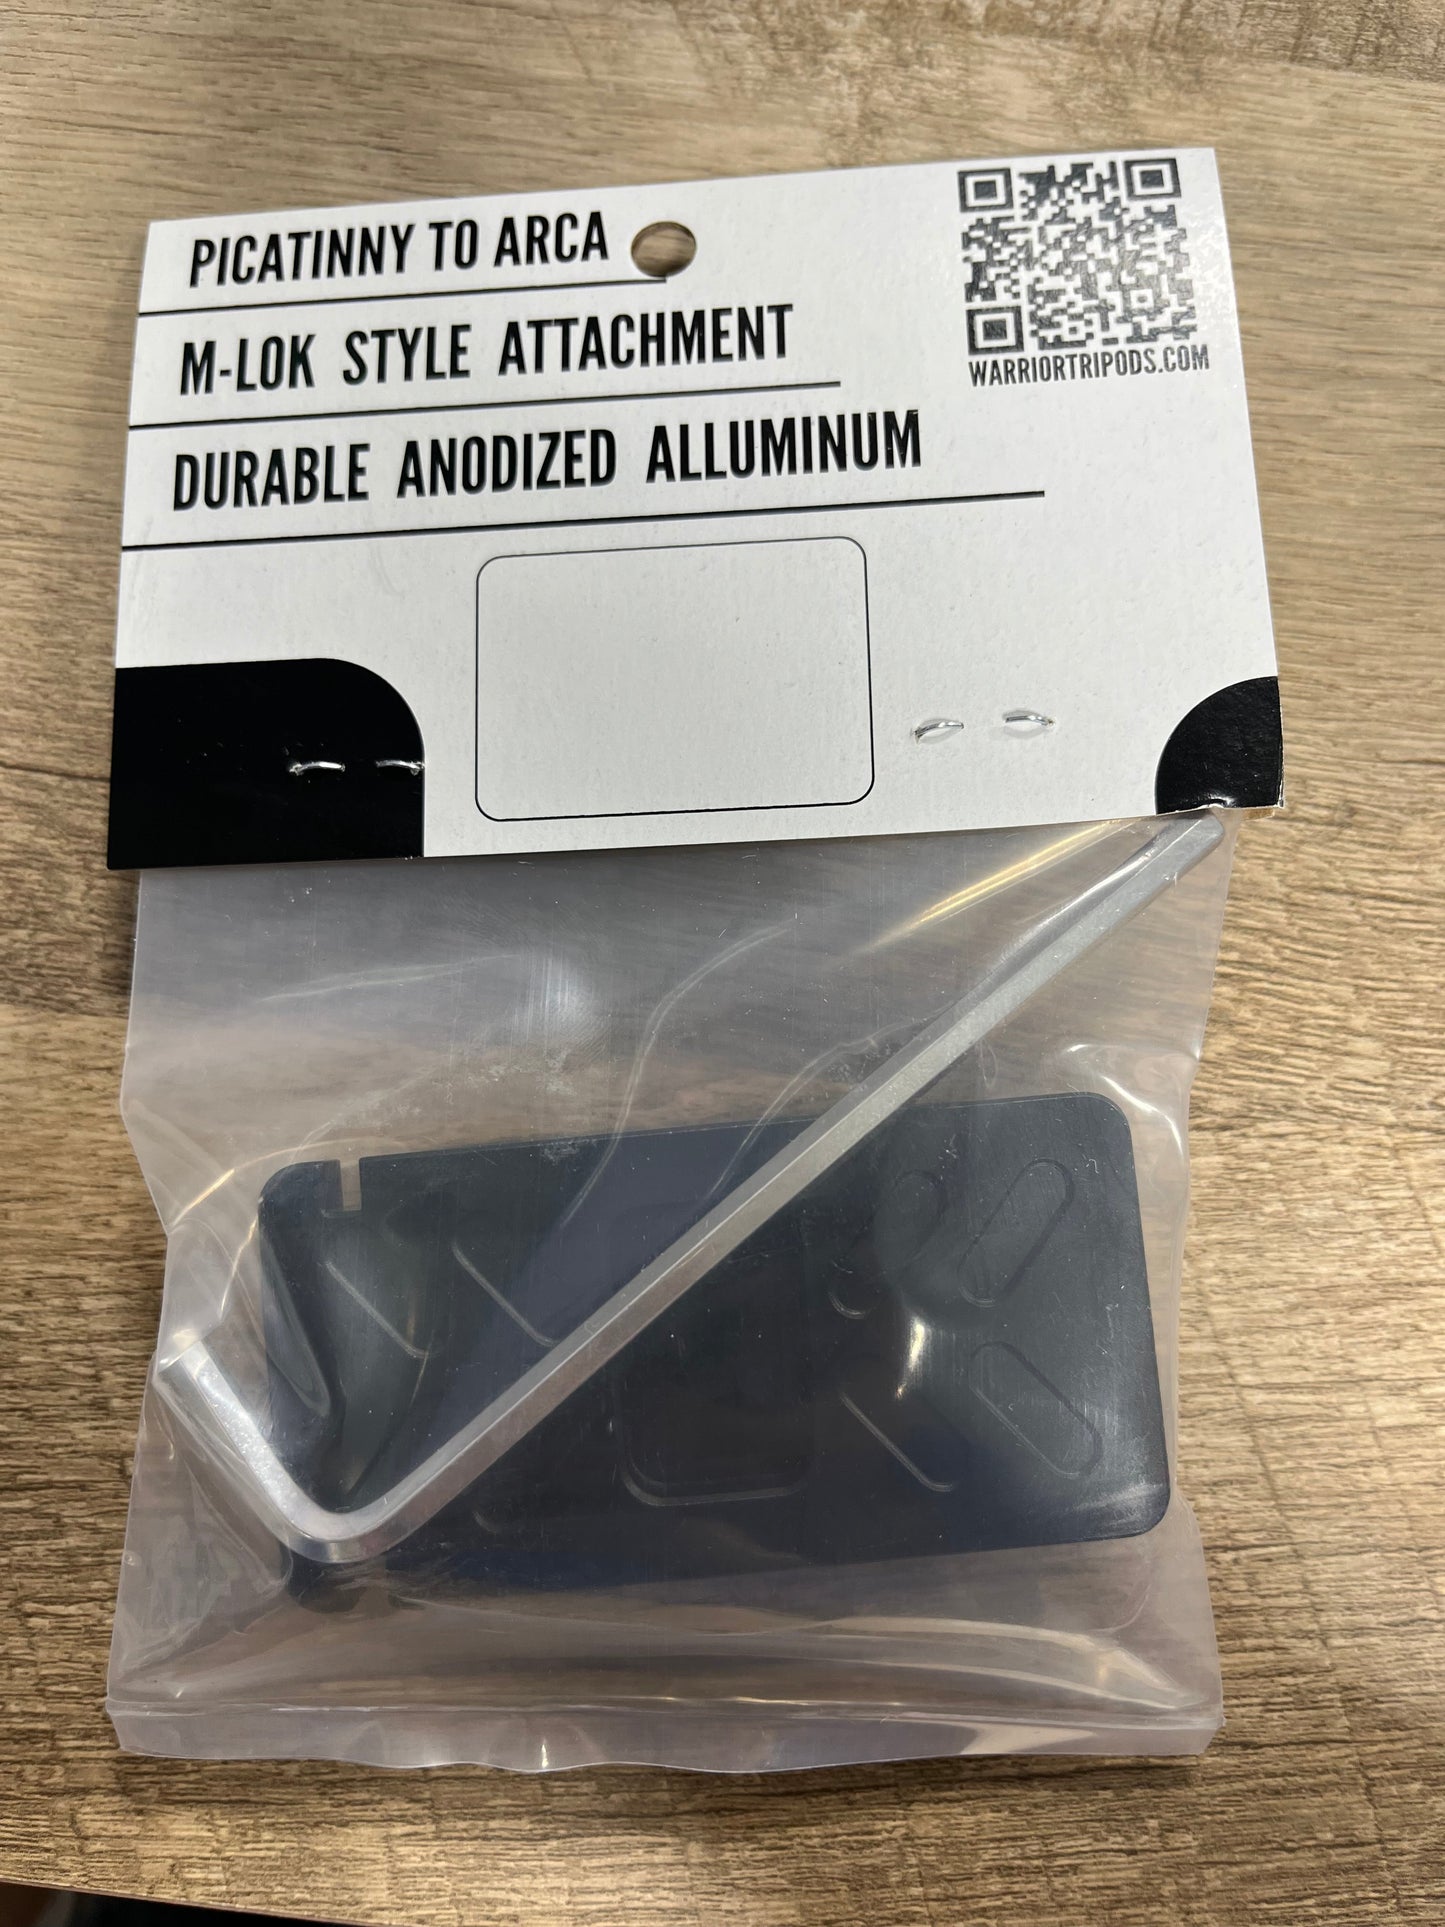 PICATINNY TO ARCA
M-LOK STYLE ATTACHMENT
DURABLE ANODIZED ALLUMINUM
WARRIORTRIPODS.COM